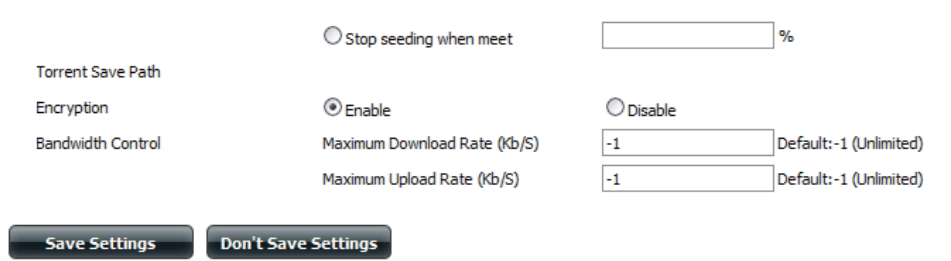 Stop seeding when meet %
Torrent Save Path
Encryption Enable Disable
Bandwidth Control Maximum Download Rate (Kb/S) -1 Default:-1 (Unlimited)
Maximum Upload Rate (Kb/S) -1 Default:-1 (Unlimited)
Save Settings Don't Save Settings